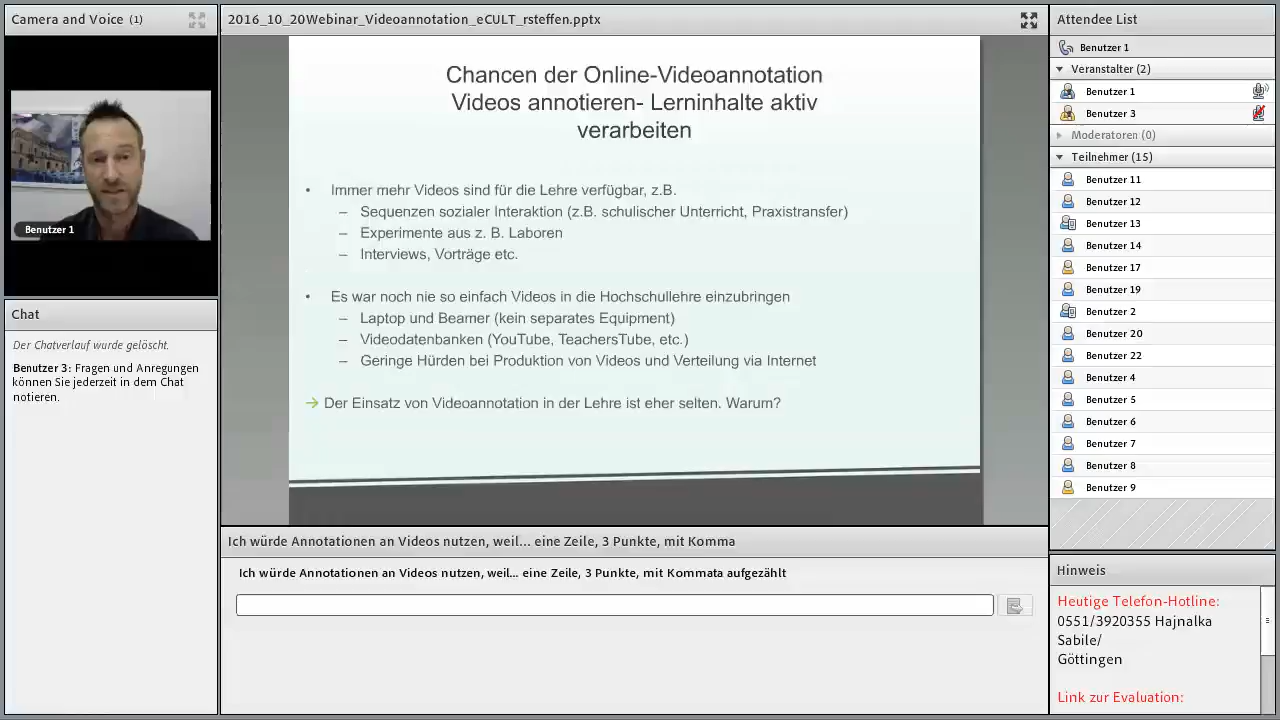 Camera and Voice (1)
Benutzer 1
Chat
Der Chatverlauf wurde gelöscht.
Benutzer 3: Fragen und Anregungen
können Sie jederzeit in dem Chat
notieren.
2016_10_20Webinar_Videoannotation_eCULT_rsteffen.pptx
Chancen der Online-Videoannotation
Videos annotieren- Lerninhalte aktiv
verarbeiten
• Immer mehr Videos sind für die Lehre verfügbar, z.B.
– Sequenzen sozialer Interaktion (z.B. schulischer Unterricht, Praxistransfer)
– Experimente aus z. B. Laboren
– Interviews, Vorträge etc.
• Es war noch nie so einfach Videos in die Hochschullehre einzubringen
– Laptop und Beamer (kein separates Equipment)
– Videodatenbanken (YouTube, TeachersTube, etc.)
– Geringe Hürden bei Produktion von Videos und Verteilung via Internet
→ Der Einsatz von Videoannotation in der Lehre ist eher selten. Warum?
Ich würde Annotationen an Videos nutzen, weil... eine Zeile, 3 Punkte, mit Komma
Ich würde Annotationen an Videos nutzen, weil... eine Zeile, 3 Punkte, mit Kommata aufgezählt
Attendee List
Benutzer 1
Veranstalter (2)
Benutzer 1
Benutzer 3
Moderatoren (0)
Teilnehmer (15)
Benutzer 11
Benutzer 12
Benutzer 13
Benutzer 14
Benutzer 17
Benutzer 19
Benutzer 2
Benutzer 20
Benutzer 22
Benutzer 4
Benutzer 5
Benutzer 6
Benutzer 7
Benutzer 8
Benutzer 9
Hinweis
Heutige Telefon-Hotline:
0551/3920355 Hajnalka
Sabile/
Göttingen
Link zur Evaluation: